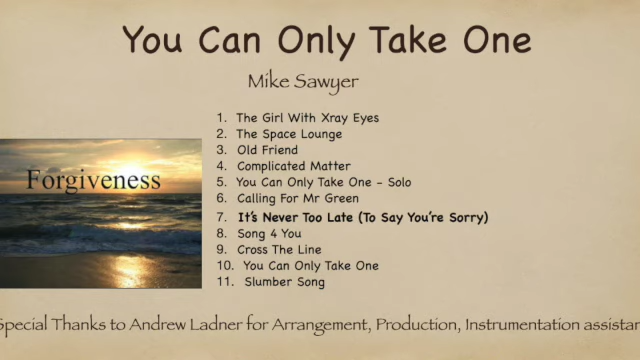 You Can Only Take One
Mike Sawyer
Forgiveness
1. The Girl With Xray Eyes
2. The Space Lounge
3. Old Friend
4. Complicated Matter
5. You Can Only Take One - Solo
6. Calling For Mr Green
7. It's Never Too Late (To Say You're Sorry)
8. Song 4 You
9. Cross The Line
10. You Can Only Take One
11. Slumber Song
Special Thanks to Andrew Ladner for Arrangement, Production, Instrumentation assistan